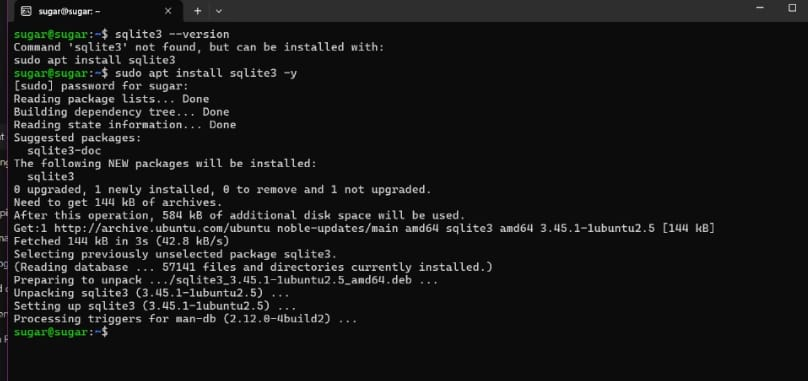 sugar@sugar: ~
sugar@sugar:~$ sqlite3 --version
Command 'sqlite3' not found, but can be installed with:
sudo apt install sqlite3
sugar@sugar:~$ sudo apt install sqlite3 -y
[sudo] password for sugar:
Reading package lists... Done
Building dependency tree... Done
Reading state information... Done
Suggested packages:
  sqlite3-doc
The following NEW packages will be installed:
  sqlite3
0 upgraded, 1 newly installed, 0 to remove and 1 not upgraded.
Need to get 144 kB of archives.
After this operation, 584 kB of additional disk space will be used.
Get:1 http://archive.ubuntu.com/ubuntu noble-updates/main amd64 sqlite3 amd64 3.45.1-1ubuntu2.5 [144 kB]
Fetched 144 kB in 3s (42.8 kB/s)
Selecting previously unselected package sqlite3.
(Reading database ... 57141 files and directories currently installed.)
Preparing to unpack .../sqlite3_3.45.1-1ubuntu2.5_amd64.deb ...
Unpacking sqlite3 (3.45.1-1ubuntu2.5) ...
Setting up sqlite3 (3.45.1-1ubuntu2.5) ...
Processing triggers for man-db (2.12.0-4build2) ...
sugar@sugar:~$